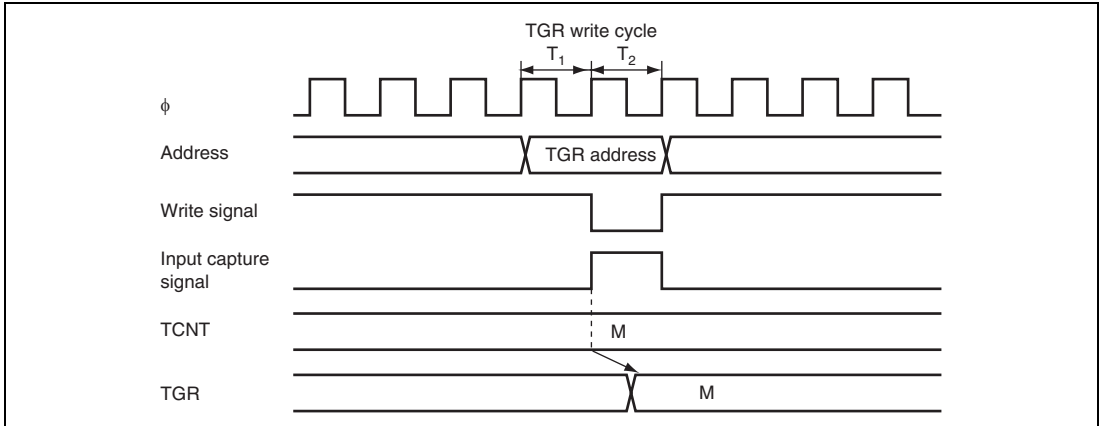 TGR write cycle
T1 T2
ϕ
Address
TGR address
Write signal
Input capture
signal
TCNT
M
TGR
M